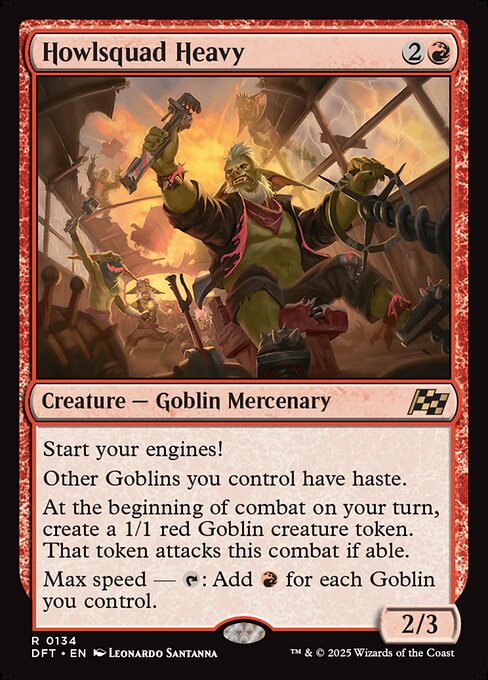 Howlsquad Heavy 2
Creature — Goblin Mercenary
Start your engines!
Other Goblins you control have haste.
At the beginning of combat on your turn,
create a 1/1 red Goblin creature token.
That token attacks this combat if able.
Max speed — : Add for each Goblin
you control.
2/3
R 0134
DFT • EN Leonardo Santanna
™ & © 2025 Wizards of the Coast